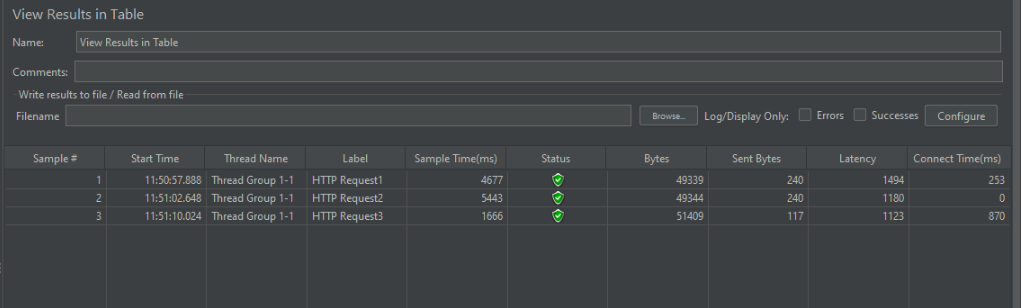 View Results in Table
Name: View Results in Table
Comments:
Write results to file / Read from file
Filename Browse... Log/Display Only: Errors Successes Configure
Sample # Start Time Thread Name Label Sample Time(ms) Status Bytes Sent Bytes Latency Connect Time(ms)
1 11:50:57.888 Thread Group 1-1 HTTP Request1 4677 49339 240 1494 253
2 11:51:02.648 Thread Group 1-1 HTTP Request2 5443 49344 240 1180 0
3 11:51:10.024 Thread Group 1-1 HTTP Request3 1666 51409 117 1123 870